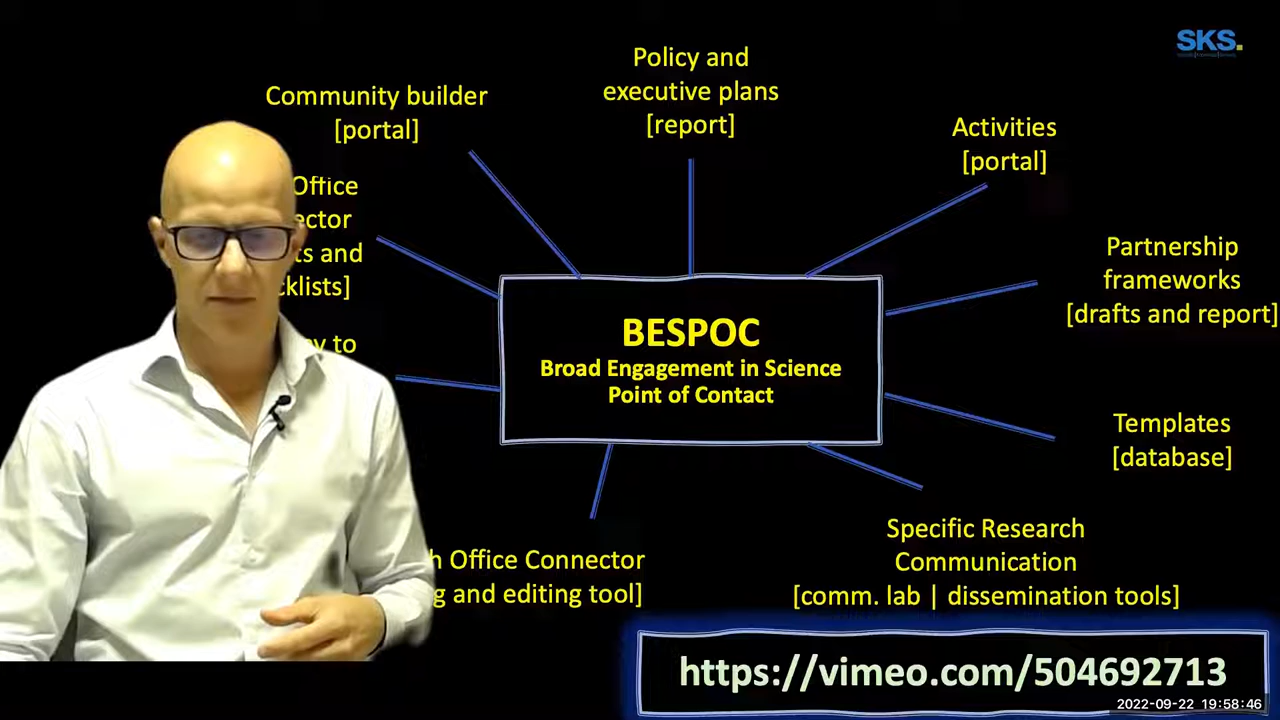 SKS.
Policy and
executive plans
[report]
Community builder
[portal]
Activities
[portal]
Office
ts and
Partnership
frameworks
[drafts and report]
to
BESPOC
Broad Engagement in Science
Point of Contact
Templates
[database]
Specific Research
Communication
[comm. lab | dissemination tools]
Office Connector
and editing tool]
https://vimeo.com/504692713
2022-09-22 19:58:46